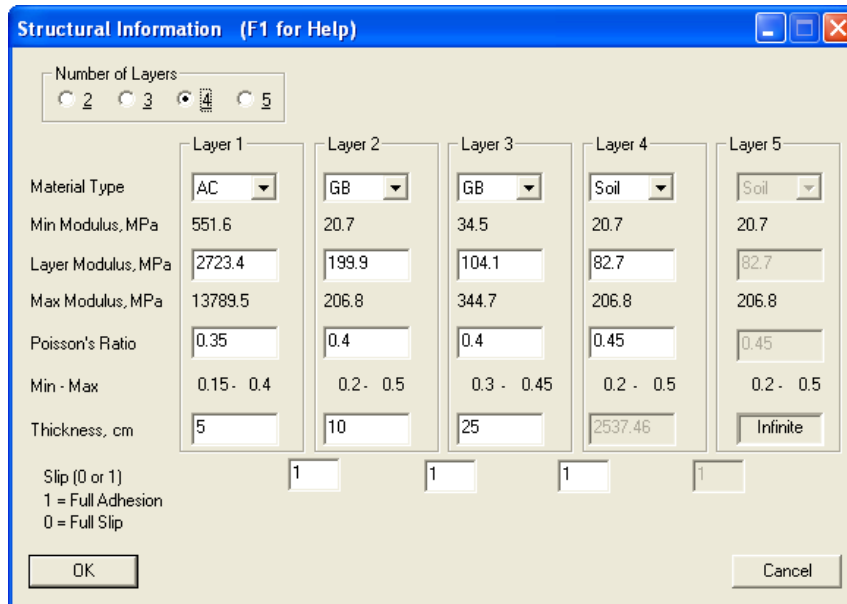 Structural Information (F1 for Help)
Number of Layers
2 3 4 5
Layer 1 Layer 2 Layer 3 Layer 4 Layer 5
Material Type AC GB GB Soil Soil
Min Modulus, MPa 551.6 20.7 34.5 20.7 20.7
Layer Modulus, MPa 2723.4 199.9 104.1 82.7 82.7
Max Modulus, MPa 13789.5 206.8 344.7 206.8 206.8
Poisson's Ratio 0.35 0.4 0.4 0.45 0.45
Min - Max 0.15 - 0.4 0.2 - 0.5 0.3 - 0.45 0.2 - 0.5 0.2 - 0.5
Thickness, cm 5 10 25 2537.46 Infinite
Slip (0 or 1) 1 1 1 1
1 = Full Adhesion
0 = Full Slip
OK Cancel